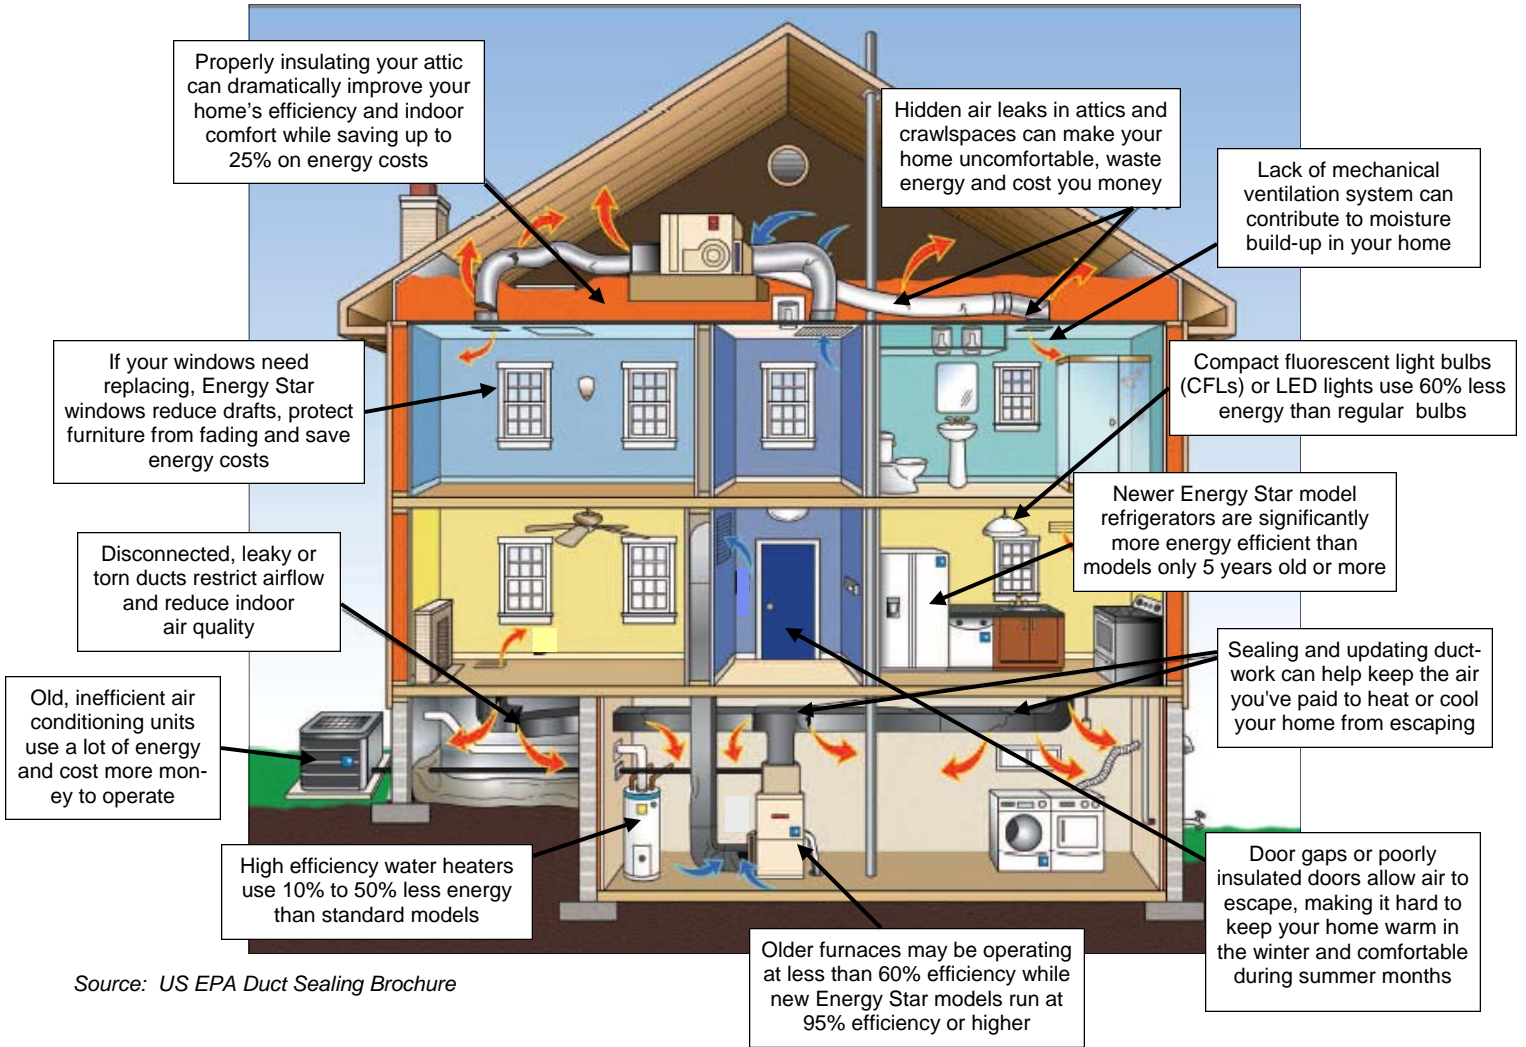 Properly insulating your attic
can dramatically improve your
home's efficiency and indoor
comfort while saving up to
25% on energy costs
Hidden air leaks in attics and
crawlspaces can make your
home uncomfortable, waste
energy and cost you money
Lack of mechanical
ventilation system can
contribute to moisture
build-up in your home
If your windows need
replacing, Energy Star
windows reduce drafts, protect
furniture from fading and save
energy costs
Compact fluorescent light bulbs
(CFLs) or LED lights use 60% less
energy than regular bulbs
Newer Energy Star model
refrigerators are significantly
more energy efficient than
models only 5 years old or more
Disconnected, leaky or
torn ducts restrict airflow
and reduce indoor
air quality
Sealing and updating duct-
work can help keep the air
you've paid to heat or cool
your home from escaping
Old, inefficient air
conditioning units
use a lot of energy
and cost more mon-
ey to operate
High efficiency water heaters
use 10% to 50% less energy
than standard models
Door gaps or poorly
insulated doors allow air to
escape, making it hard to
keep your home warm in
the winter and comfortable
during summer months
Older furnaces may be operating
at less than 60% efficiency while
new Energy Star models run at
95% efficiency or higher
Source: US EPA Duct Sealing Brochure